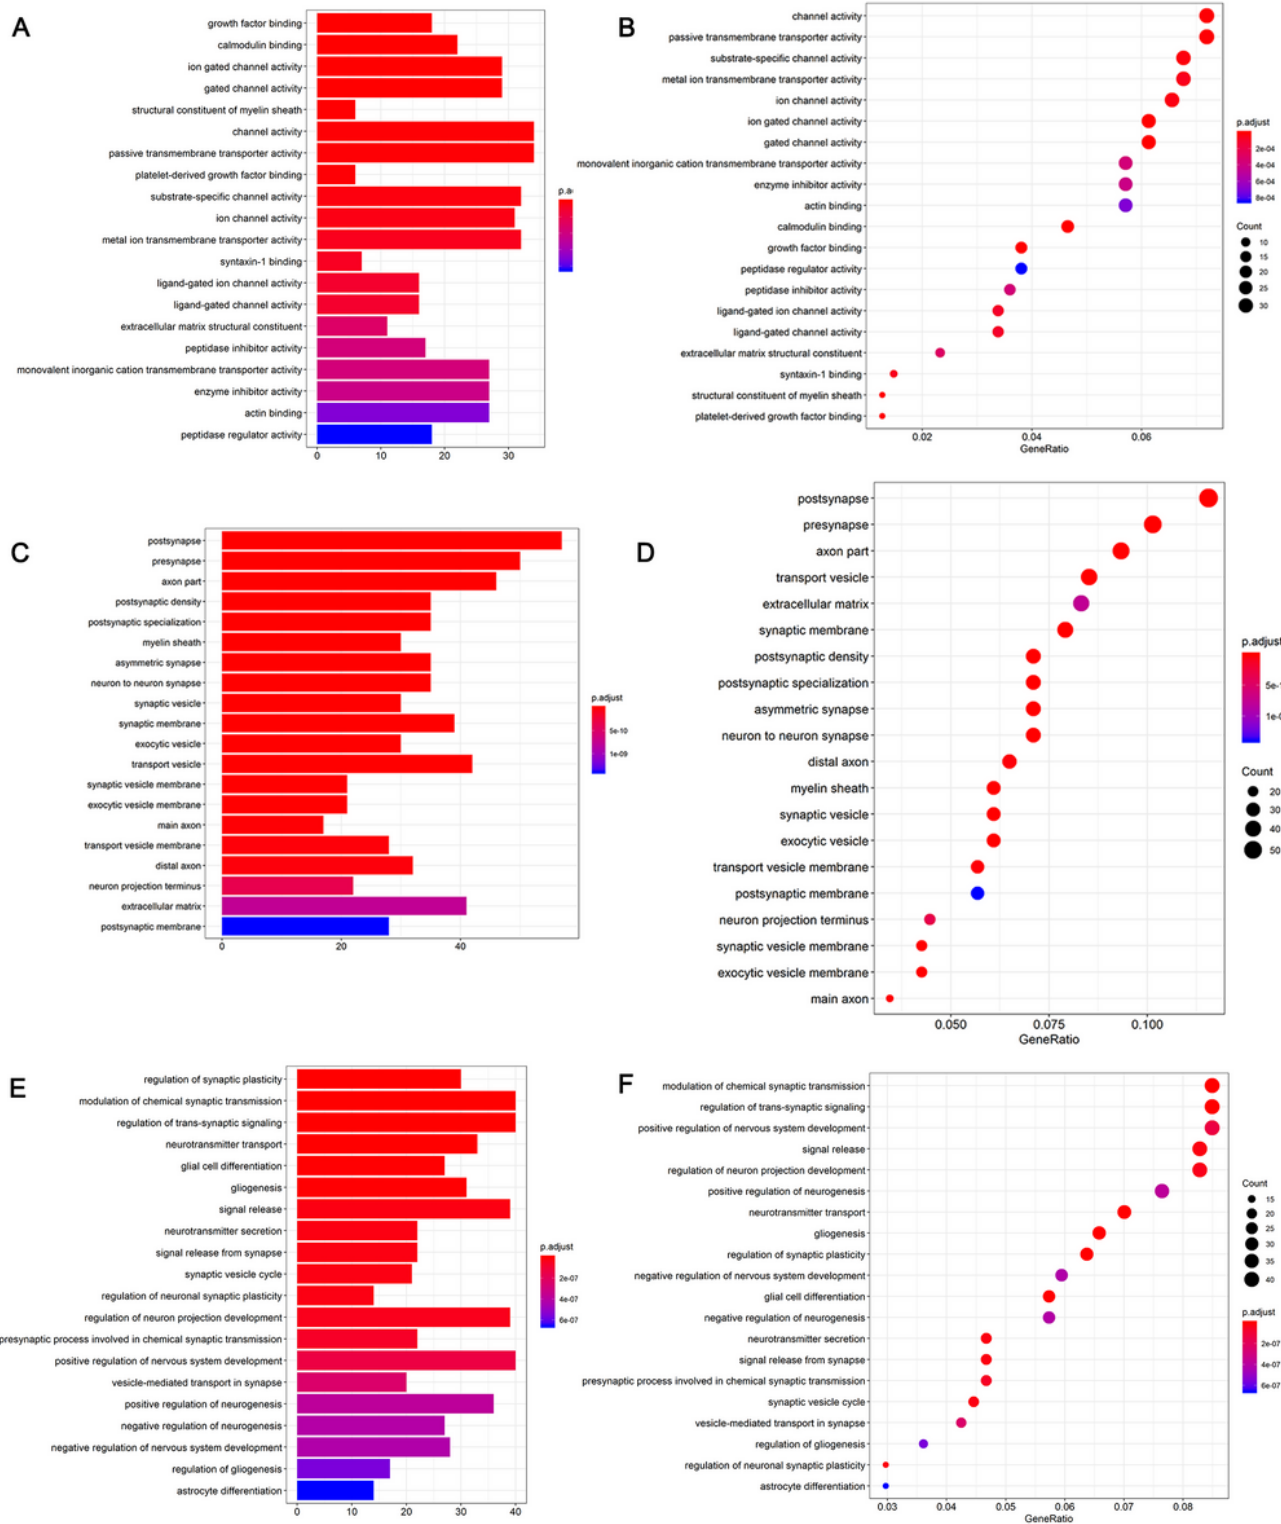 A
growth factor binding
calmodulin binding
ion gated channel activity
gated channel activity
structural constituent of myelin sheath
channel activity
passive transmembrane transporter activity
platelet-derived growth factor binding
substrate-specific channel activity
ion channel activity
metal ion transmembrane transporter activity
syntaxin-1 binding
ligand-gated ion channel activity
ligand-gated channel activity
extracellular matrix structural constituent
peptidase inhibitor activity
monovalent inorganic cation transmembrane transporter activity
enzyme inhibitor activity
actin binding
peptidase regulator activity
0 10 20 30
p.a
B
channel activity
passive transmembrane transporter activity
substrate-specific channel activity
metal ion transmembrane transporter activity
ion channel activity
ion gated channel activity
gated channel activity
monovalent inorganic cation transmembrane transporter activity
enzyme inhibitor activity
actin binding
calmodulin binding
growth factor binding
peptidase regulator activity
peptidase inhibitor activity
ligand-gated ion channel activity
ligand-gated channel activity
extracellular matrix structural constituent
syntaxin-1 binding
structural constituent of myelin sheath
platelet-derived growth factor binding
0.02 0.04 0.06
GeneRatio
p.adjust
2e-04
4e-04
6e-04
8e-04
Count
10
15
20
25
30
C
postsynapse
presynapse
axon part
postsynaptic density
postsynaptic specialization
myelin sheath
asymmetric synapse
neuron to neuron synapse
synaptic vesicle
synaptic membrane
exocytic vesicle
transport vesicle
synaptic vesicle membrane
exocytic vesicle membrane
main axon
transport vesicle membrane
distal axon
neuron projection terminus
extracellular matrix
postsynaptic membrane
0 20 40
p.adjust
5e-10
1e-09
D
postsynapse
presynapse
axon part
transport vesicle
extracellular matrix
synaptic membrane
postsynaptic density
postsynaptic specialization
asymmetric synapse
neuron to neuron synapse
distal axon
myelin sheath
synaptic vesicle
exocytic vesicle
transport vesicle membrane
postsynaptic membrane
neuron projection terminus
synaptic vesicle membrane
exocytic vesicle membrane
main axon
0.050 0.075 0.100
GeneRatio
p.adjust
5e-1
1e-0
Count
20
30
40
50
E
regulation of synaptic plasticity
modulation of chemical synaptic transmission
regulation of trans-synaptic signaling
neurotransmitter transport
glial cell differentiation
gliogenesis
signal release
neurotransmitter secretion
signal release from synapse
synaptic vesicle cycle
regulation of neuronal synaptic plasticity
regulation of neuron projection development
presynaptic process involved in chemical synaptic transmission
positive regulation of nervous system development
vesicle-mediated transport in synapse
positive regulation of neurogenesis
negative regulation of neurogenesis
negative regulation of nervous system development
regulation of gliogenesis
astrocyte differentiation
0 10 20 30 40
p.adjust
2e-07
4e-07
6e-07
F
modulation of chemical synaptic transmission
regulation of trans-synaptic signaling
positive regulation of nervous system development
signal release
regulation of neuron projection development
positive regulation of neurogenesis
neurotransmitter transport
gliogenesis
regulation of synaptic plasticity
negative regulation of nervous system development
glial cell differentiation
negative regulation of neurogenesis
neurotransmitter secretion
signal release from synapse
presynaptic process involved in chemical synaptic transmission
synaptic vesicle cycle
vesicle-mediated transport in synapse
regulation of gliogenesis
regulation of neuronal synaptic plasticity
astrocyte differentiation
0.03 0.04 0.05 0.06 0.07 0.08
GeneRatio
Count
15
20
25
30
35
40
p.adjust
2e-07
4e-07
6e-07